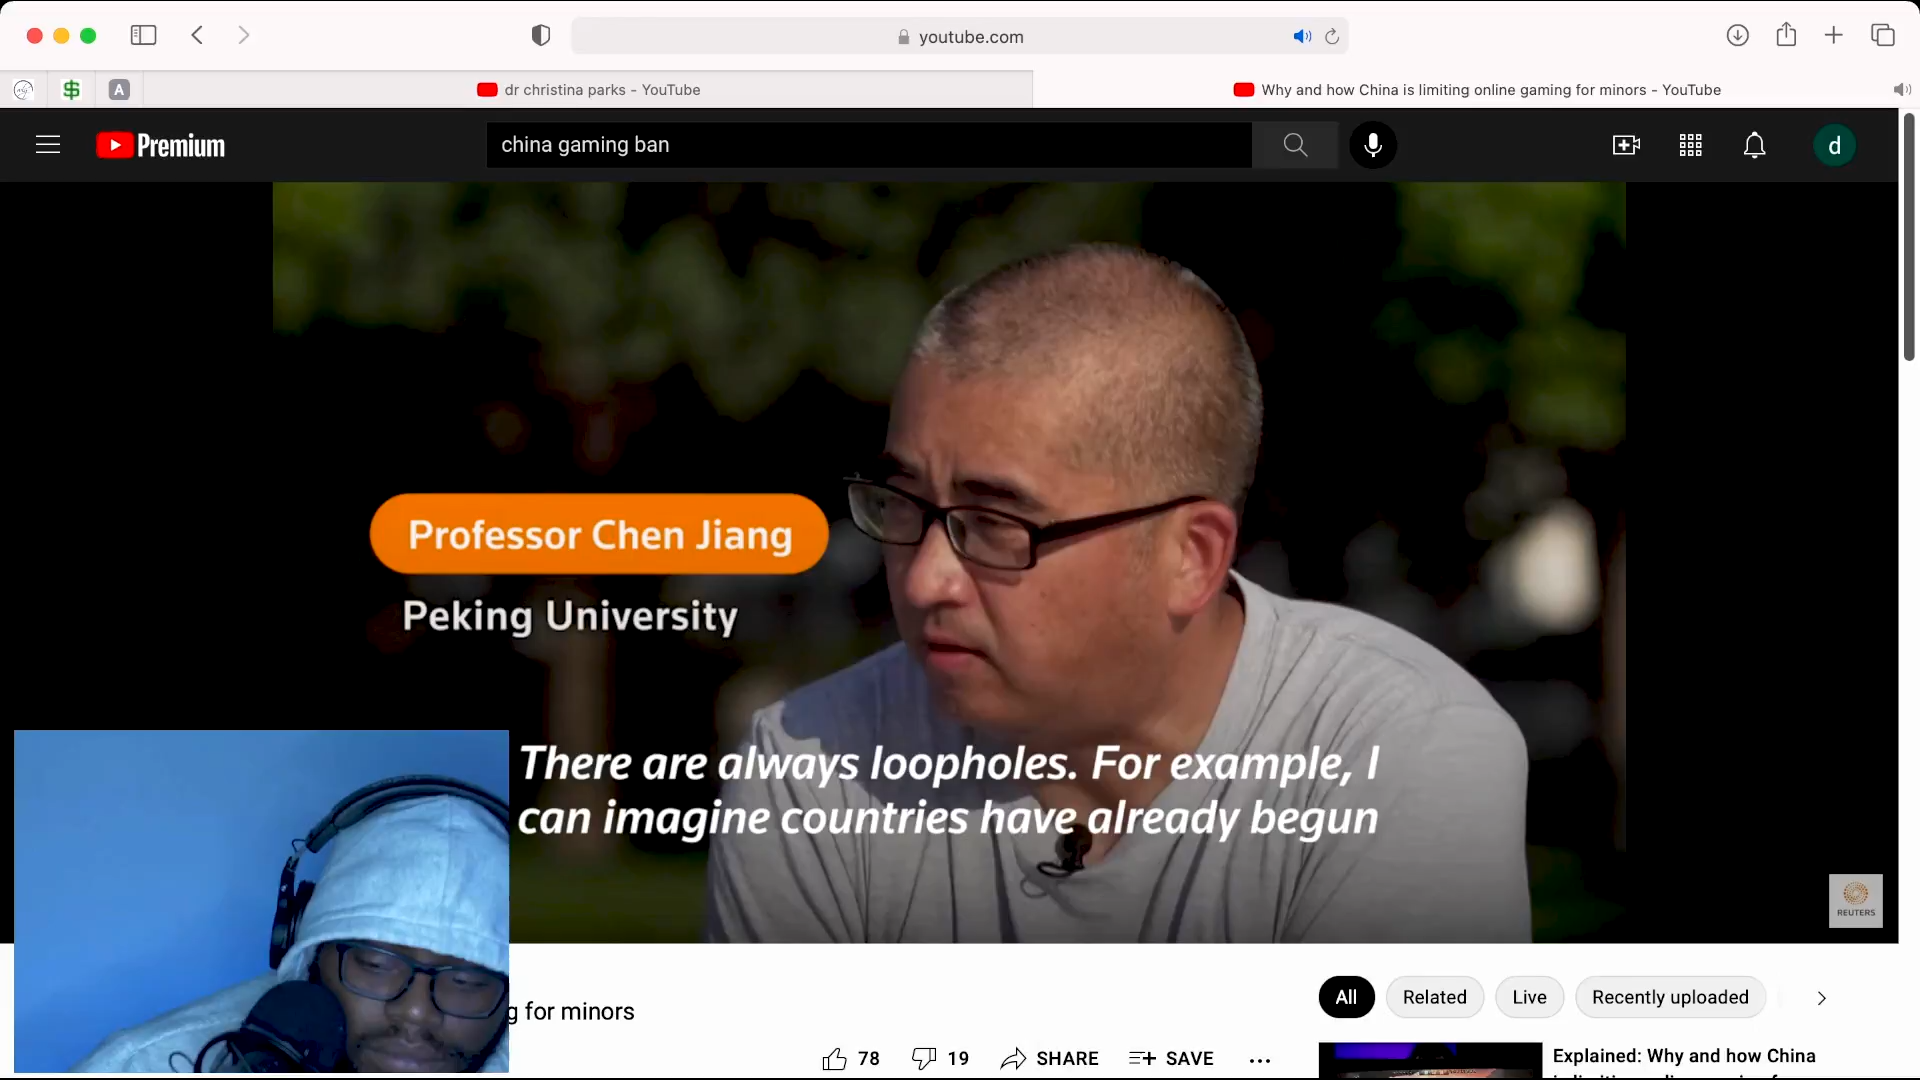 youtube.com
A
dr christina parks - YouTube
Why and how China is limiting online gaming for minors - YouTube
Premium
china gaming ban
d
Professor Chen Jiang
Peking University
There are always loopholes. For example, I
can imagine countries have already begun
REUTERS
g for minors
78
19
SHARE
SAVE
All
Related
Live
Recently uploaded
Explained: Why and how China